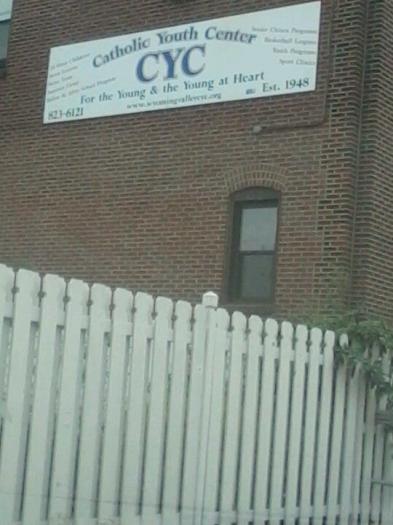 Catholic Youth Center
CYC
For the Young & the Young at Heart
www.wyomingvalleycyc.org
823-6121
Est. 1948
Senior Citizen Programs
Basketball Leagues
Youth Programs
Sport Clinics